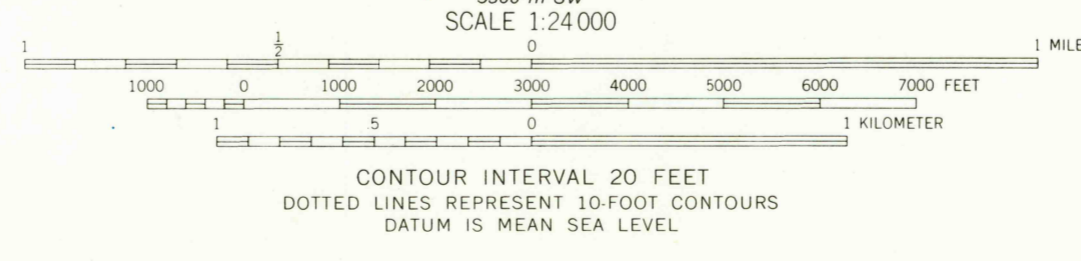 SCALE 1:24 000
1 1/2 0 1 MILE
1000 0 1000 2000 3000 4000 5000 6000 7000 FEET
1 .5 0 1 KILOMETER
CONTOUR INTERVAL 20 FEET
DOTTED LINES REPRESENT 10-FOOT CONTOURS
DATUM IS MEAN SEA LEVEL